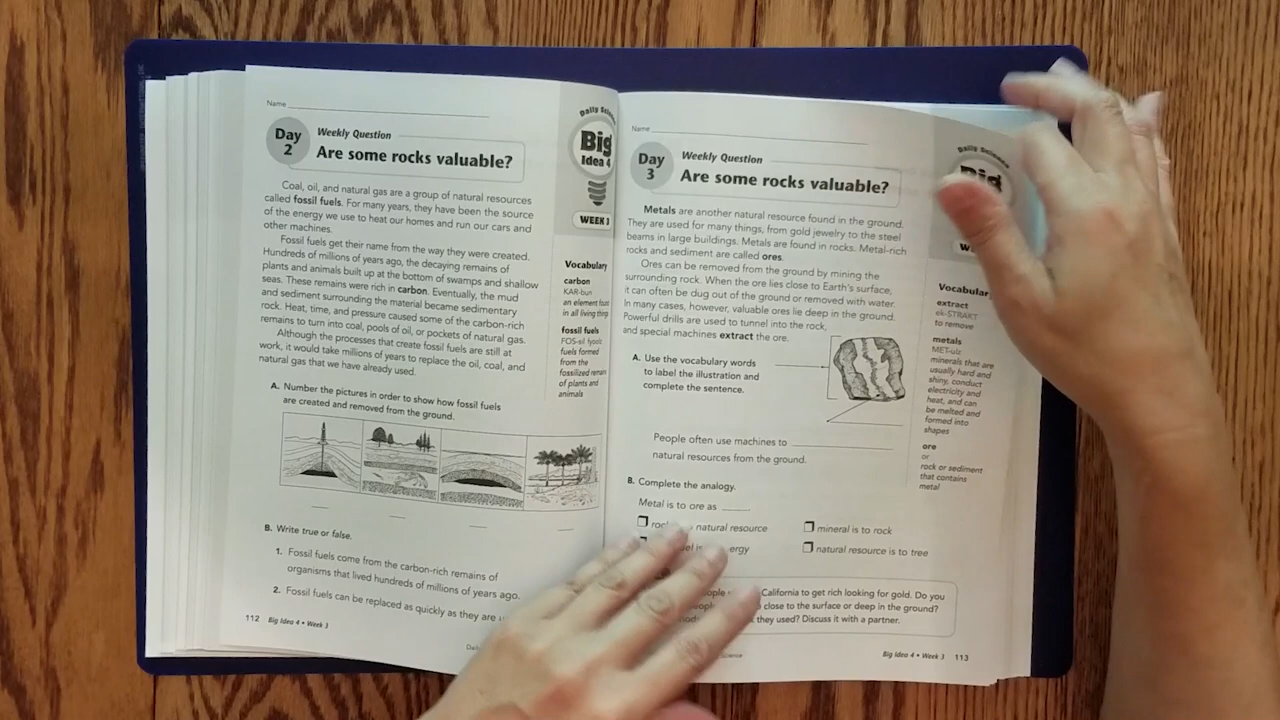 Name
Day
2
Weekly Question
Are some rocks valuable?
Daily
Big
Idea 4
WEEK 3
Coal, oil, and natural gas are a group of natural resources
called fossil fuels. For many years, they have been the source
of the energy we use to heat our homes and run our cars and
other machines.
Fossil fuels get their name from the way they were created.
Hundreds of millions of years ago, the decaying remains of
plants and animals built up at the bottom of swamps and shallow
seas. These remains were rich in carbon. Eventually, the mud
and sediment surrounding the material became sedimentary
rock. Heat, time, and pressure caused some of the carbon-rich
remains to turn into coal, pools of oil, or pockets of natural gas.
Although the processes that create fossil fuels are still at
work, it would take millions of years to replace the oil, coal, and
natural gas that we have already used.
Vocabulary
carbon
KAR-bun
an element found
in all living things
fossil fuels
FOS-sil
fuels formed
from the
fossilized remains
of plants and
animals
A. Number the pictures in order to show how fossil fuels
are created and removed from the ground.
B. Write true or false.
1. Fossil fuels come from the carbon-rich remains of
organisms that lived hundreds of millions of years ago.
2. Fossil fuels can be replaced as quickly as they are
112 Big Idea 4 • Week 3
Name
Day
3
Weekly Question
Are some rocks valuable?
Daily Science
Big
Metals are another natural resource found in the ground.
They are used for many things, from gold jewelry to the steel
beams in large buildings. Metals are found in rocks. Metal-rich
rocks and sediment are called ores.
Ores can be removed from the ground by mining the
surrounding rock. When the ore lies close to Earth's surface,
it can often be dug out of the ground or removed with water.
In many cases, however, valuable ores lie deep in the ground.
Powerful drills are used to tunnel into the rock,
and special machines extract the ore.
Vocabular
extract
ek-STRAKT
to remove
metals
MET-ulz
minerals that are
usually hard and
shiny, conduct
electricity and
heat, and can
be melted and
formed into
shapes
ore
or
rock or sediment
that contains
metal
A. Use the vocabulary words
to label the illustration and
complete the sentence.
People often use machines to
natural resources from the ground.
B. Complete the analogy.
Metal is to ore as _____.
natural resource
mineral is to rock
natural resource is to tree
California to get rich looking for gold. Do you
close to the surface or deep in the ground?
they used? Discuss it with a partner.
Science
Big Idea 4 • Week 3 113